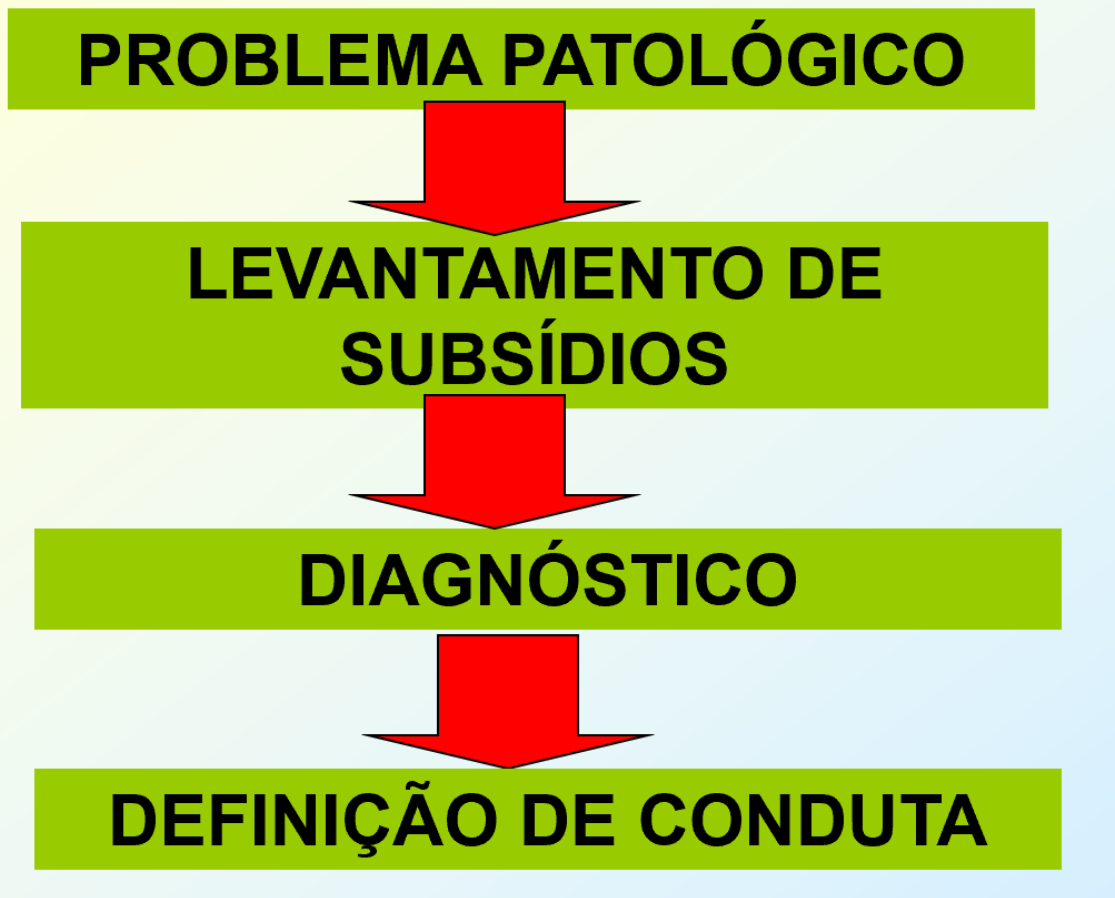 PROBLEMA PATOLÓGICO
LEVANTAMENTO DE
SUBSÍDIOS
DIAGNÓSTICO
DEFINIÇÃO DE CONDUTA